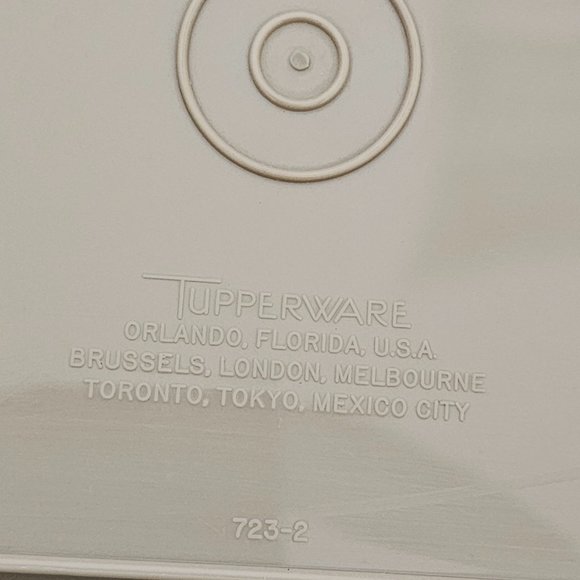 TUPPERWARE
ORLANDO, FLORIDA, U.S.A.
BRUSSELS, LONDON, MELBOURNE
TORONTO, TOKYO, MEXICO CITY
723-2